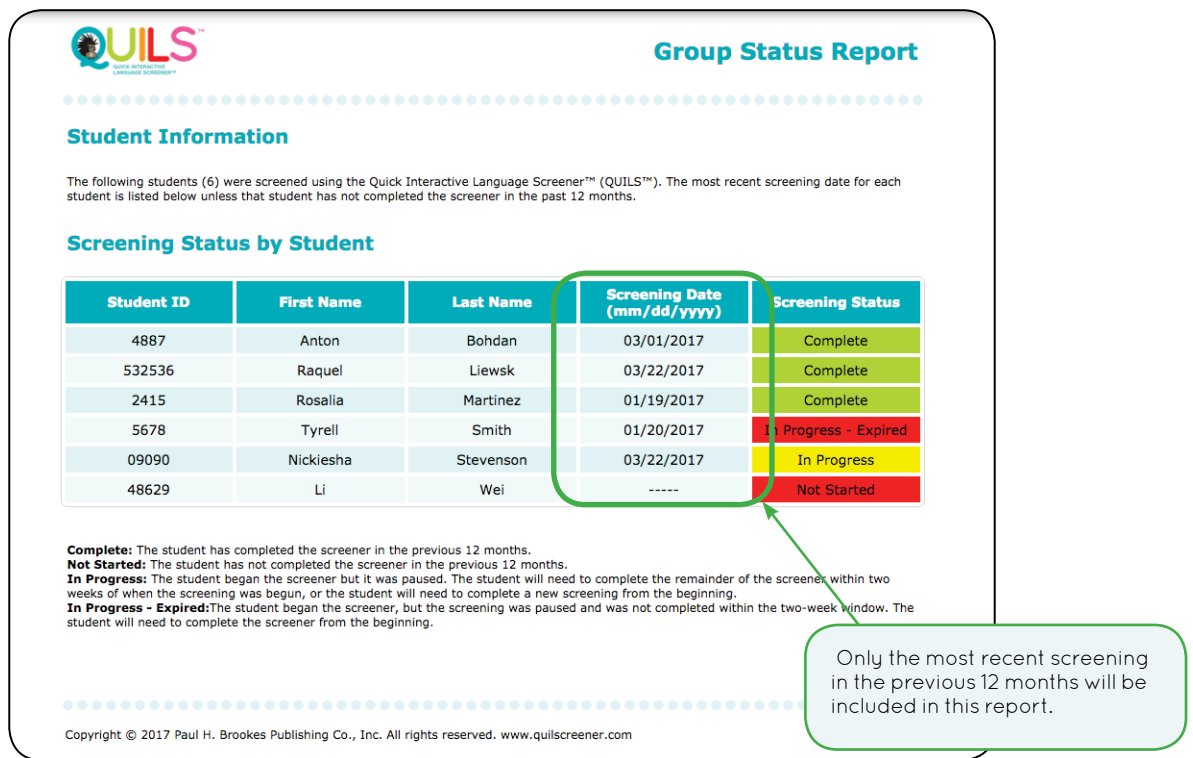 QUILS™
QUICK INTERACTIVE
LANGUAGE SCREENER™
Group Status Report
Student Information
The following students (6) were screened using the Quick Interactive Language Screener™ (QUILS™). The most recent screening date for each
student is listed below unless that student has not completed the screener in the past 12 months.
Screening Status by Student
Student ID First Name Last Name Screening Date (mm/dd/yyyy) Screening Status
4887 Anton Bohdan 03/01/2017 Complete
532536 Raquel Liewsk 03/22/2017 Complete
2415 Rosalia Martinez 01/19/2017 Complete
5678 Tyrell Smith 01/20/2017 In Progress - Expired
09090 Nickiesha Stevenson 03/22/2017 In Progress
48629 Li Wei ----- Not Started
Complete: The student has completed the screener in the previous 12 months.
Not Started: The student has not completed the screener in the previous 12 months.
In Progress: The student began the screener but it was paused. The student will need to complete the remainder of the screener within two
weeks of when the screening was begun, or the student will need to complete a new screening from the beginning.
In Progress - Expired:The student began the screener, but the screening was paused and was not completed within the two-week window. The
student will need to complete the screener from the beginning.
Only the most recent screening
in the previous 12 months will be
included in this report.
Copyright © 2017 Paul H. Brookes Publishing Co., Inc. All rights reserved. www.quilscreener.com